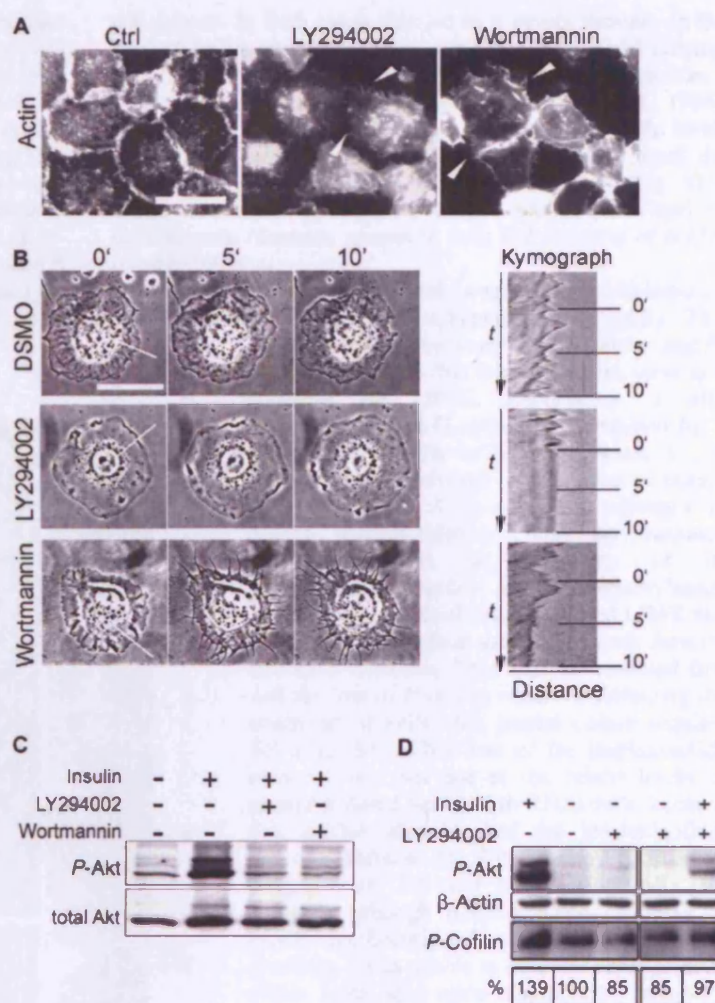 A
Ctrl LY294002 Wortmannin
Actin
B
0' 5' 10' Kymograph
DSMO
0'
5'
10'
LY294002
t
0'
5'
10'
Wortmannin
t
0'
5'
10'
Distance
C
Insulin - + + +
LY294002 - - + -
Wortmannin - - - +
P-Akt
total Akt
D
Insulin + +
LY294002 + +
P-Akt
β-Actin
P-Cofilin
% 139 100 85 85 97